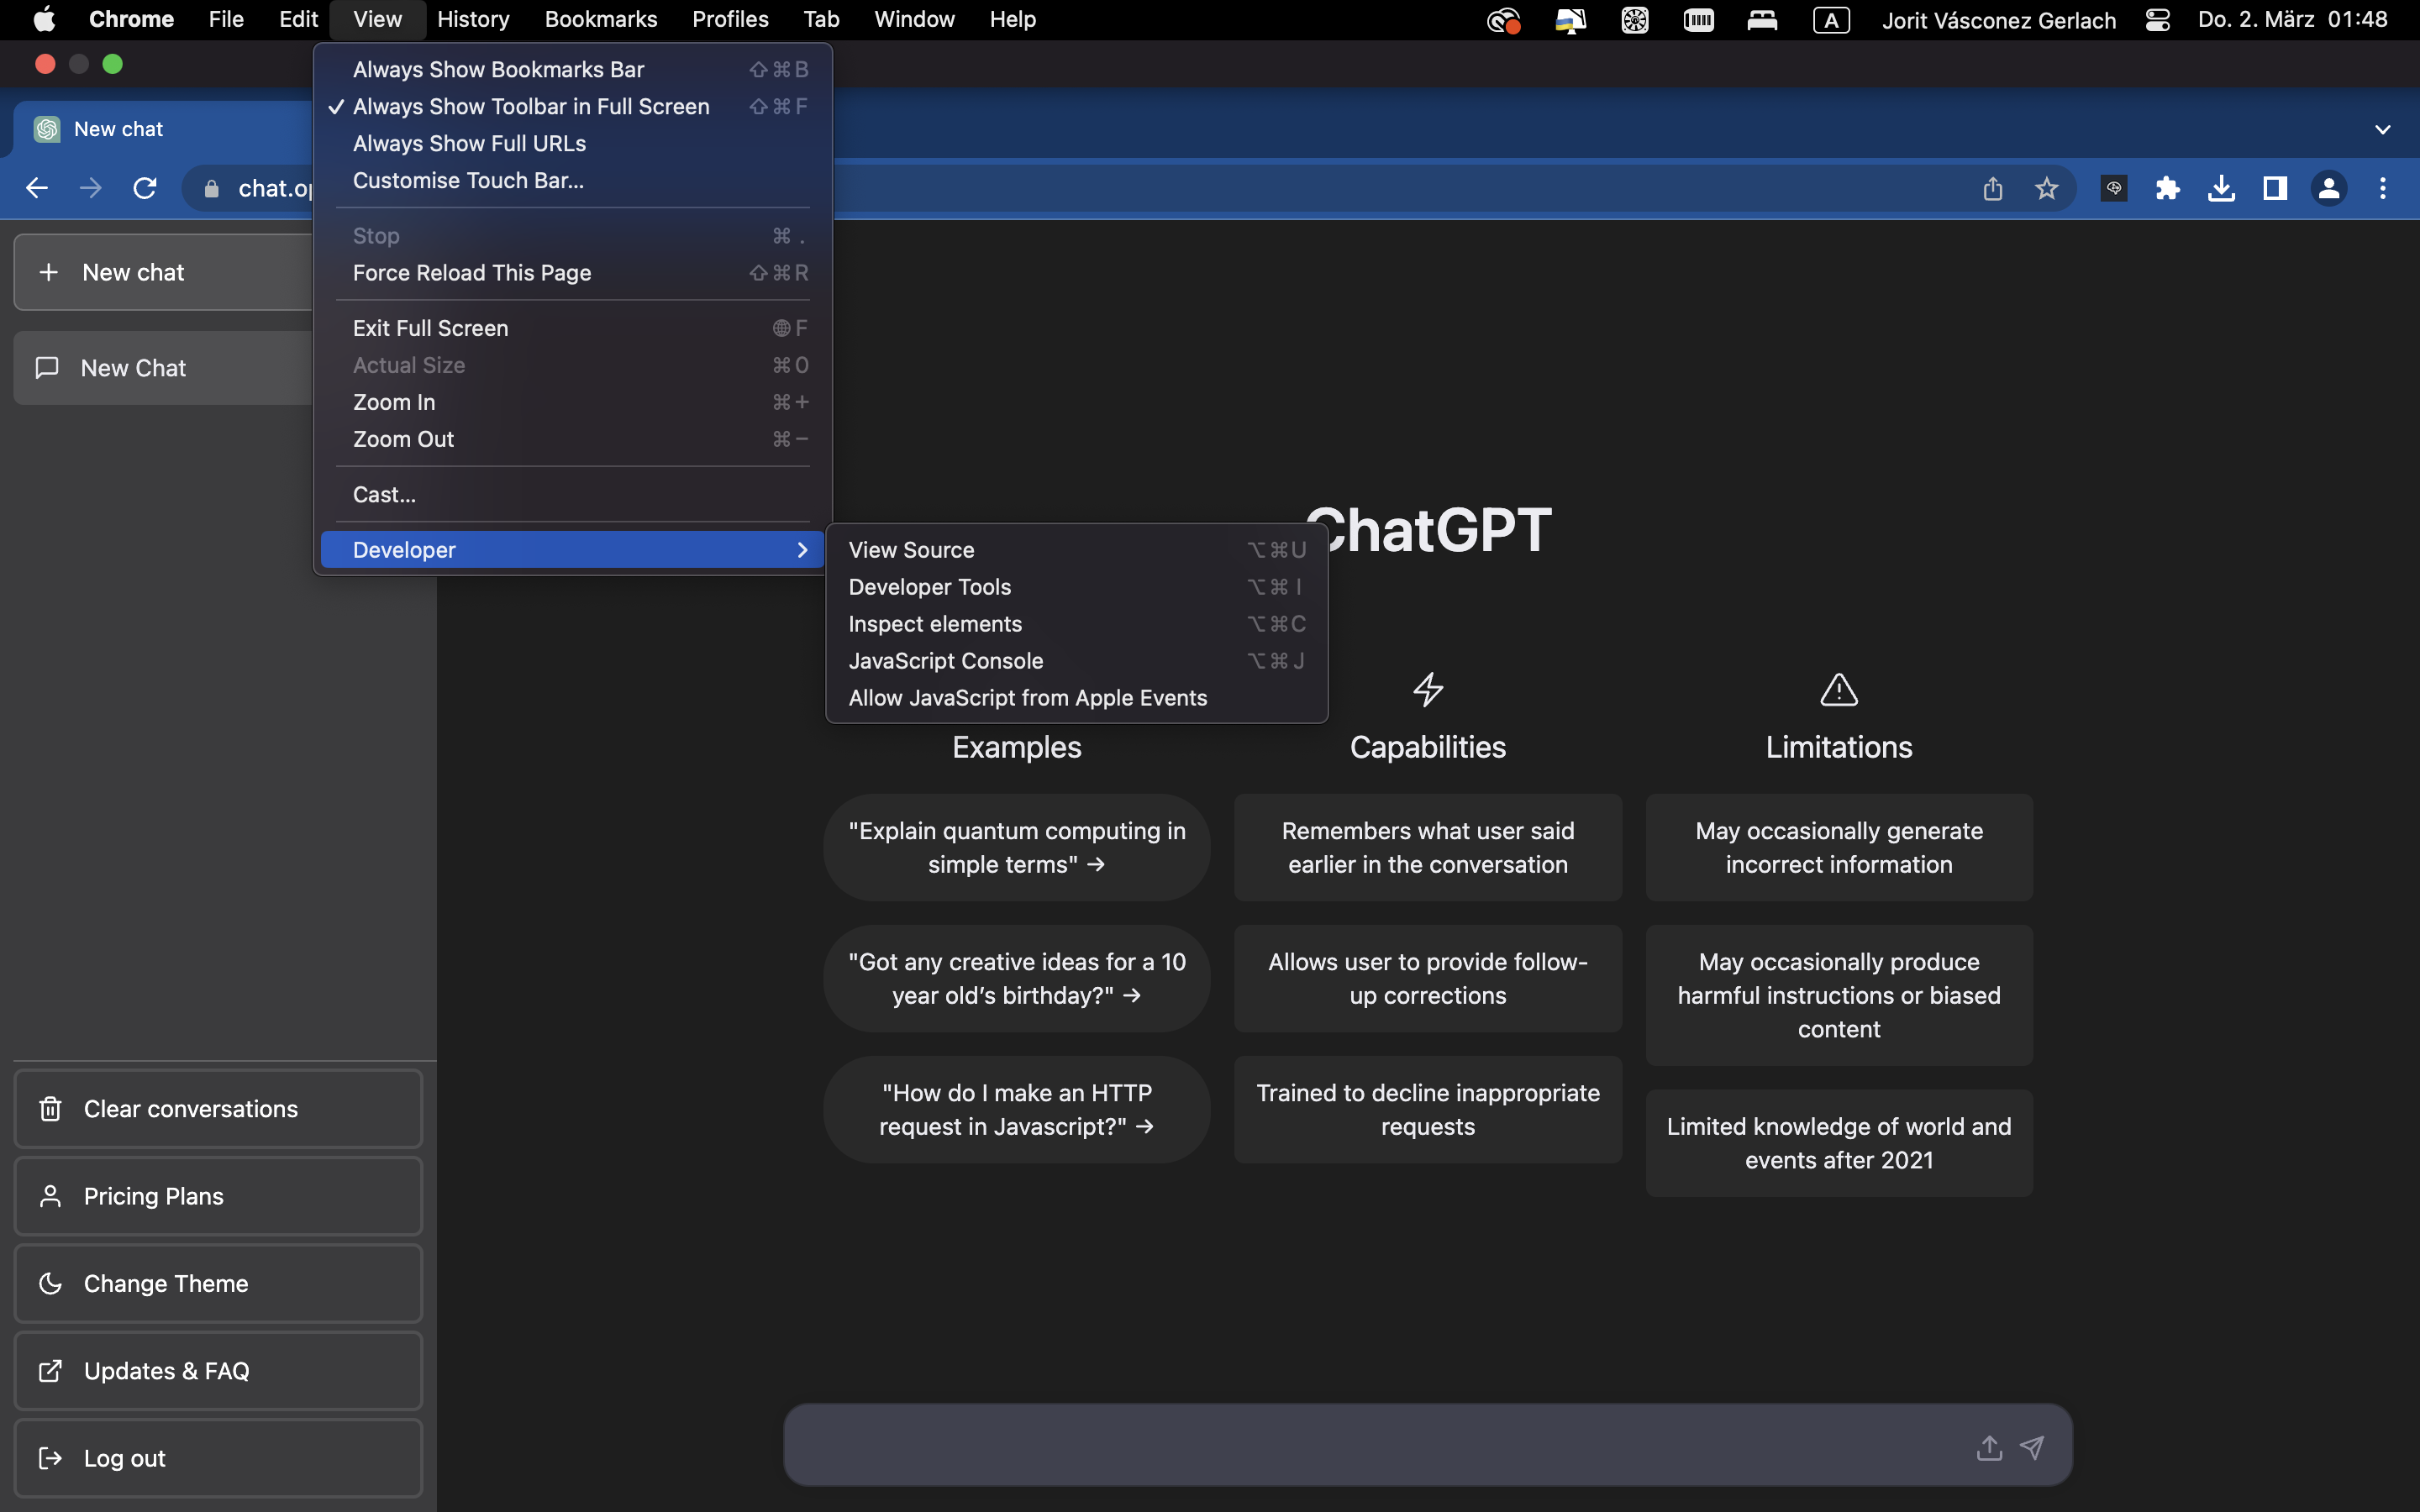 Chrome File Edit View History Bookmarks Profiles Tab Window Help A Jorit Vásconez Gerlach Do. 2. März 01:48
Always Show Bookmarks Bar ⇧⌘B
✓ Always Show Toolbar in Full Screen ⇧⌘F
Always Show Full URLs
Customise Touch Bar...
Stop ⌘ .
Force Reload This Page ⇧⌘R
Exit Full Screen F
Actual Size ⌘0
Zoom In ⌘+
Zoom Out ⌘−
Cast...
Developer
View Source ⌥⌘U
Developer Tools ⌥⌘I
Inspect elements ⌥⌘C
JavaScript Console ⌥⌘J
Allow JavaScript from Apple Events
New chat
chat.op
+ New chat
New Chat
Clear conversations
Pricing Plans
Change Theme
Updates & FAQ
Log out
ChatGPT
Examples
"Explain quantum computing in
simple terms" →
"Got any creative ideas for a 10
year old's birthday?" →
"How do I make an HTTP
request in Javascript?" →
Capabilities
Remembers what user said
earlier in the conversation
Allows user to provide follow-
up corrections
Trained to decline inappropriate
requests
Limitations
May occasionally generate
incorrect information
May occasionally produce
harmful instructions or biased
content
Limited knowledge of world and
events after 2021